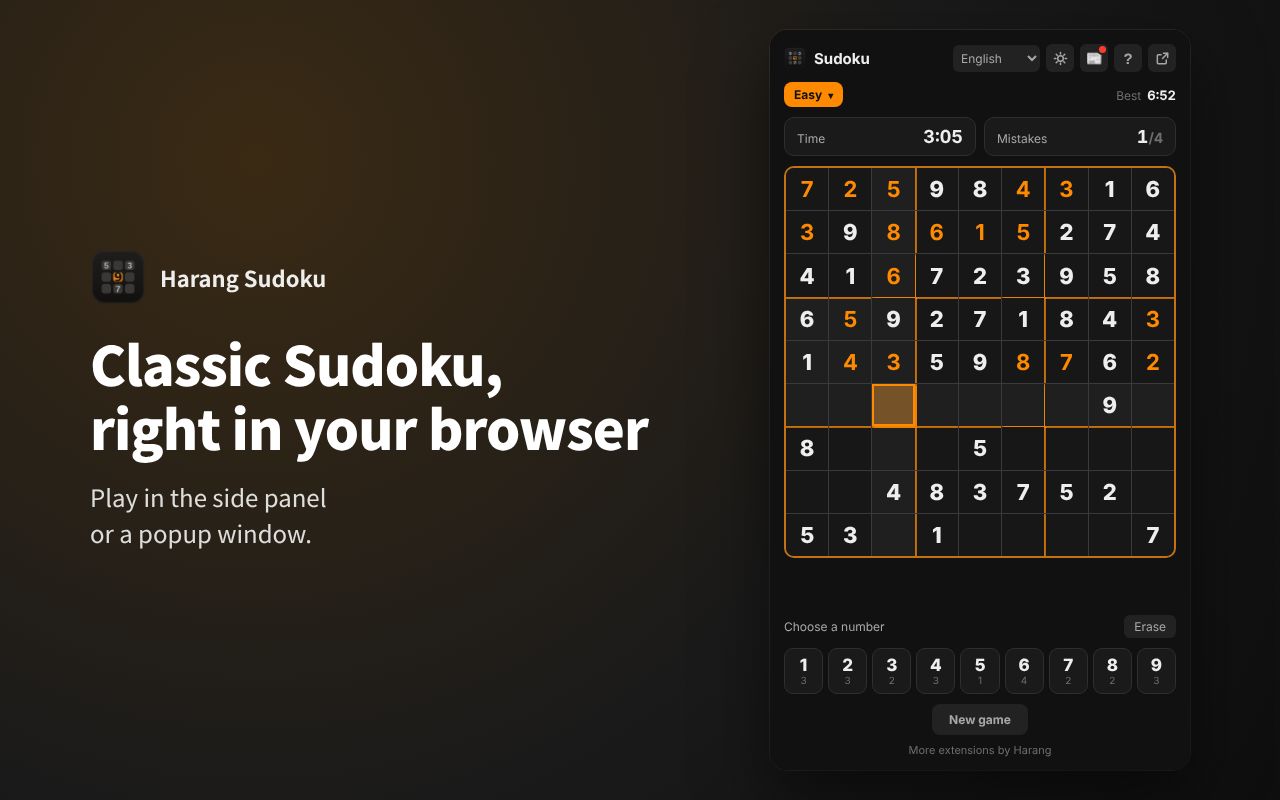 Harang Sudoku
Classic Sudoku,
right in your browser
Play in the side panel
or a popup window.
Sudoku
English
?
Easy ▾
Best 6:52
Time 3:05
Mistakes 1/4
7 2 5 9 8 4 3 1 6
3 9 8 6 1 5 2 7 4
4 1 6 7 2 3 9 5 8
6 5 9 2 7 1 8 4 3
1 4 3 5 9 8 7 6 2
9
8 5
4 8 3 7 5 2
5 3 1 7
Choose a number
Erase
1 2 3 4 5 6 7 8 9
3 3 2 3 1 4 2 2 3
New game
More extensions by Harang